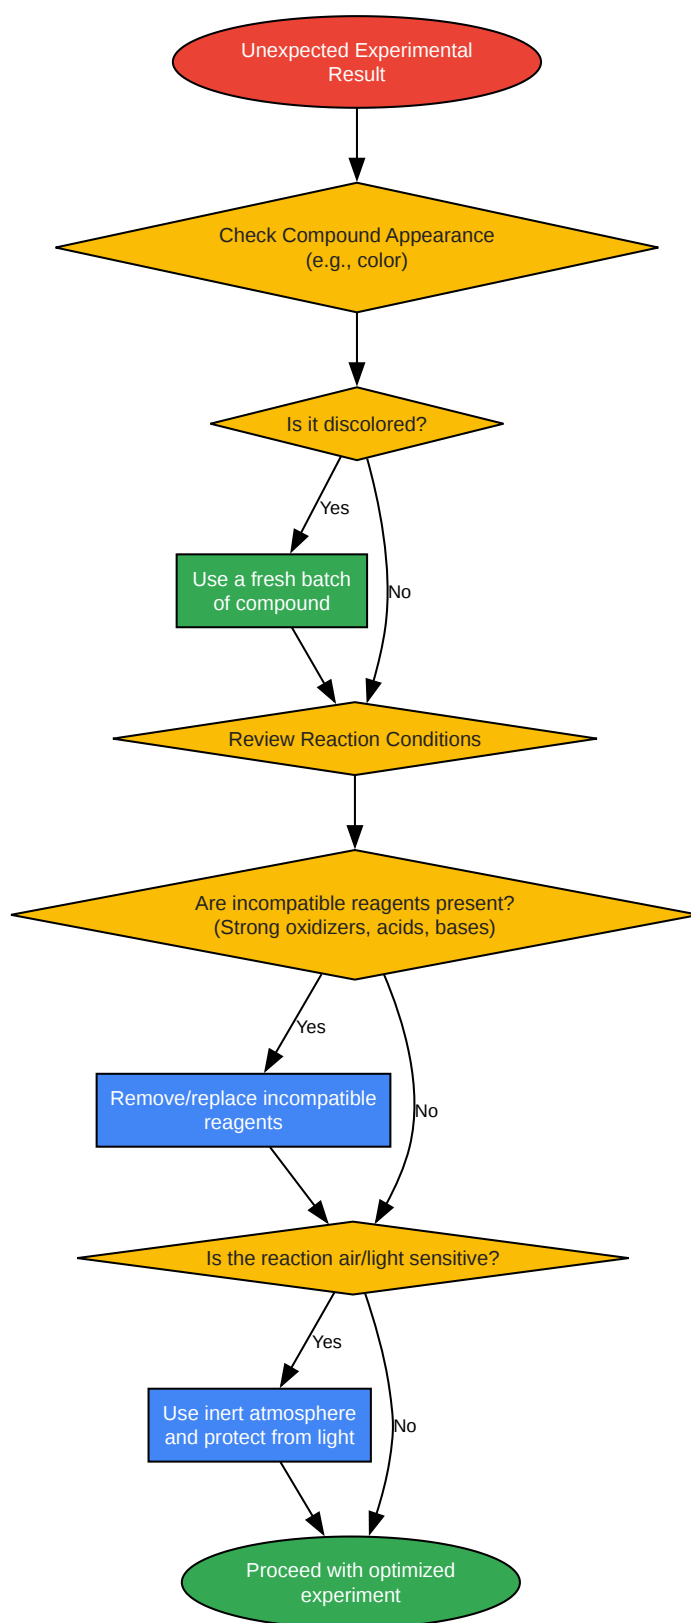 Unexpected Experimental
Result
Check Compound Appearance
(e.g., color)
Is it discolored?
Yes
Use a fresh batch
of compound
No
Review Reaction Conditions
Are incompatible reagents present?
(Strong oxidizers, acids, bases)
Yes
Remove/replace incompatible
reagents
No
Is the reaction air/light sensitive?
Yes
Use inert atmosphere
and protect from light
No
Proceed with optimized
experiment